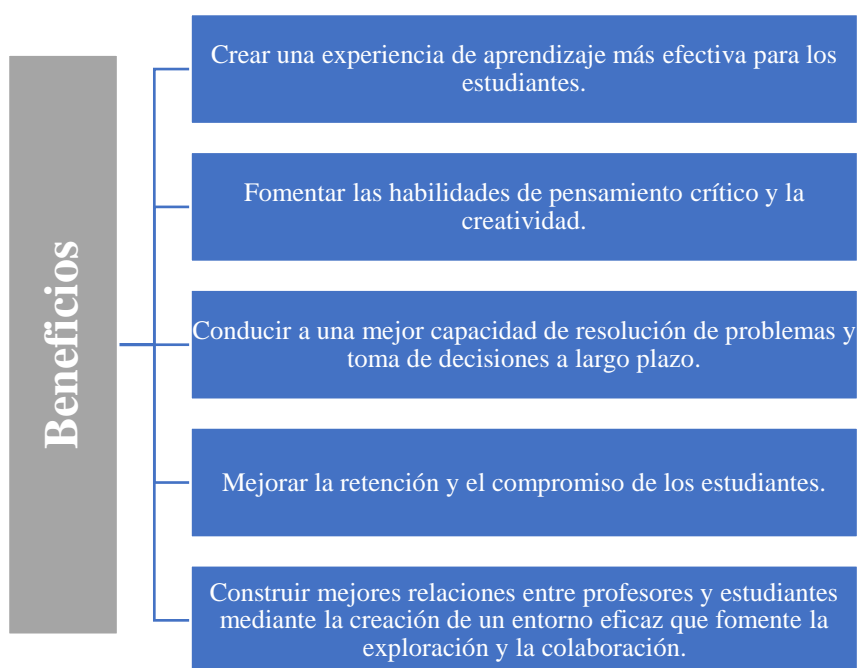 Beneficios
Crear una experiencia de aprendizaje más efectiva para los
estudiantes.
Fomentar las habilidades de pensamiento crítico y la
creatividad.
Conducir a una mejor capacidad de resolución de problemas y
toma de decisiones a largo plazo.
Mejorar la retención y el compromiso de los estudiantes.
Construir mejores relaciones entre profesores y estudiantes
mediante la creación de un entorno eficaz que fomente la
exploración y la colaboración.